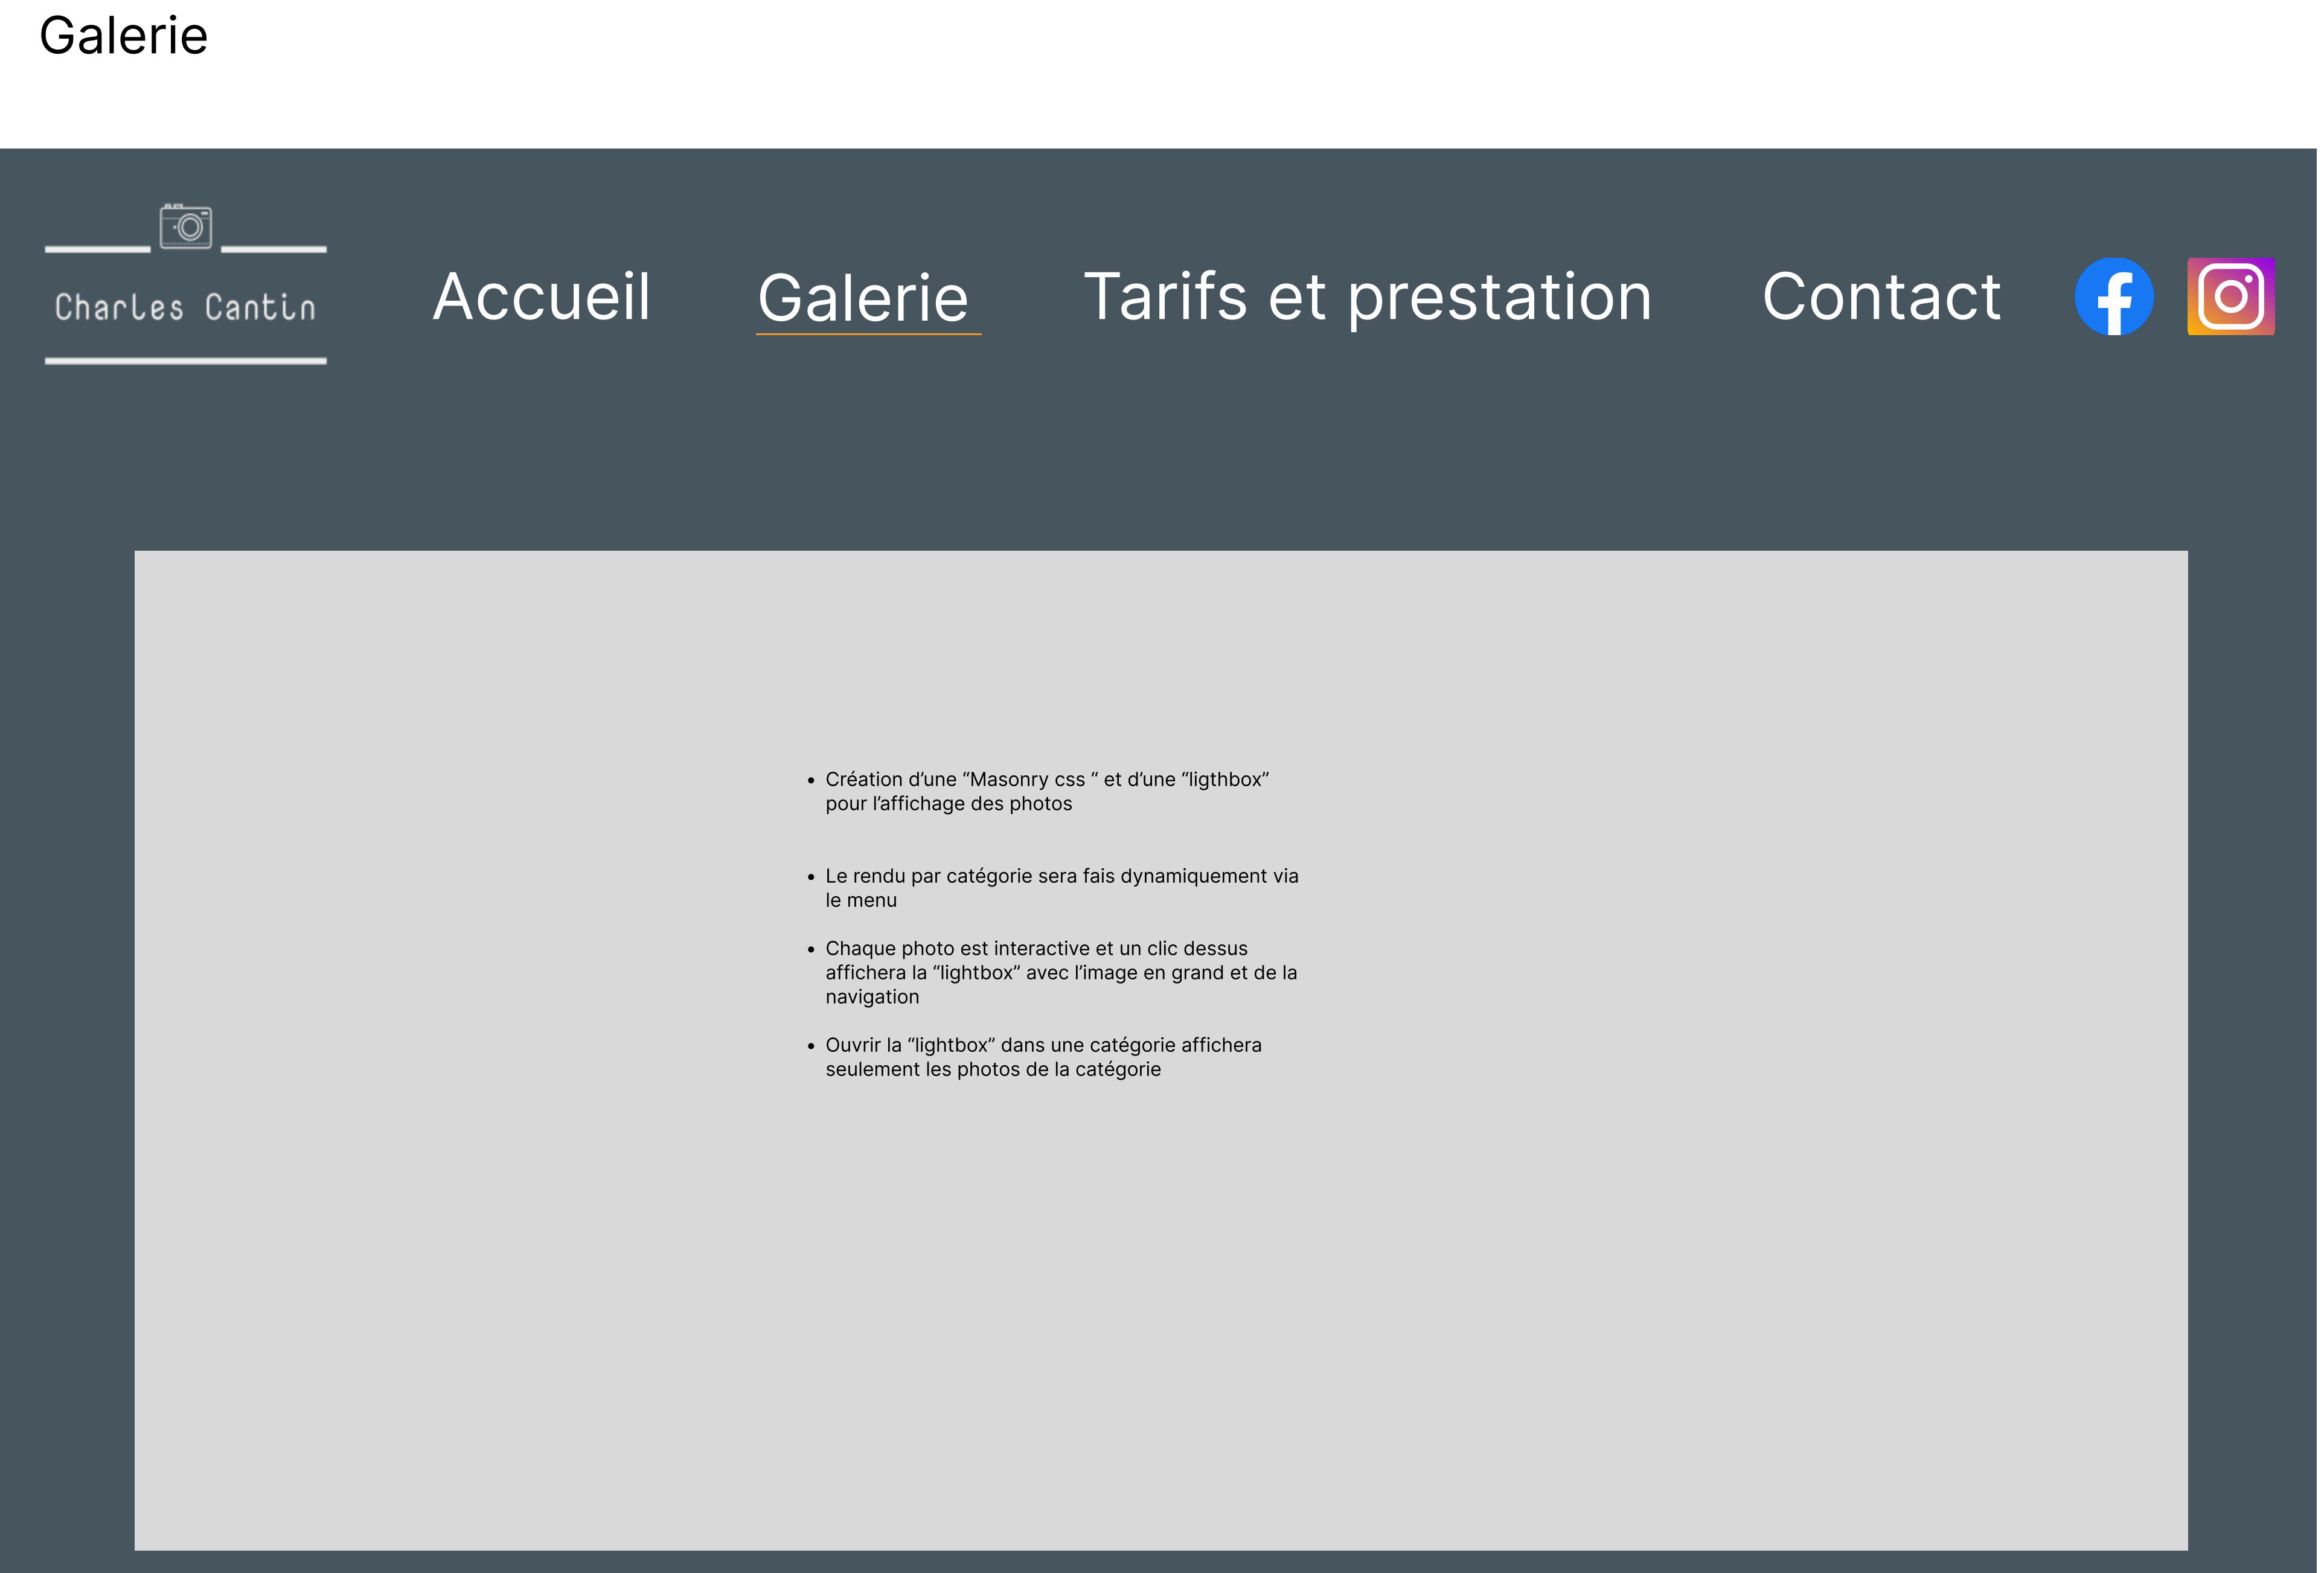 Galerie
Charles Cantin
Accueil
Galerie
Tarifs et prestation
Contact
• Création d’une “Masonry css “ et d’une “ligthbox”
pour l’affichage des photos
• Le rendu par catégorie sera fais dynamiquement via
le menu
• Chaque photo est interactive et un clic dessus
affichera la “lightbox” avec l’image en grand et de la
navigation
• Ouvrir la “lightbox” dans une catégorie affichera
seulement les photos de la catégorie